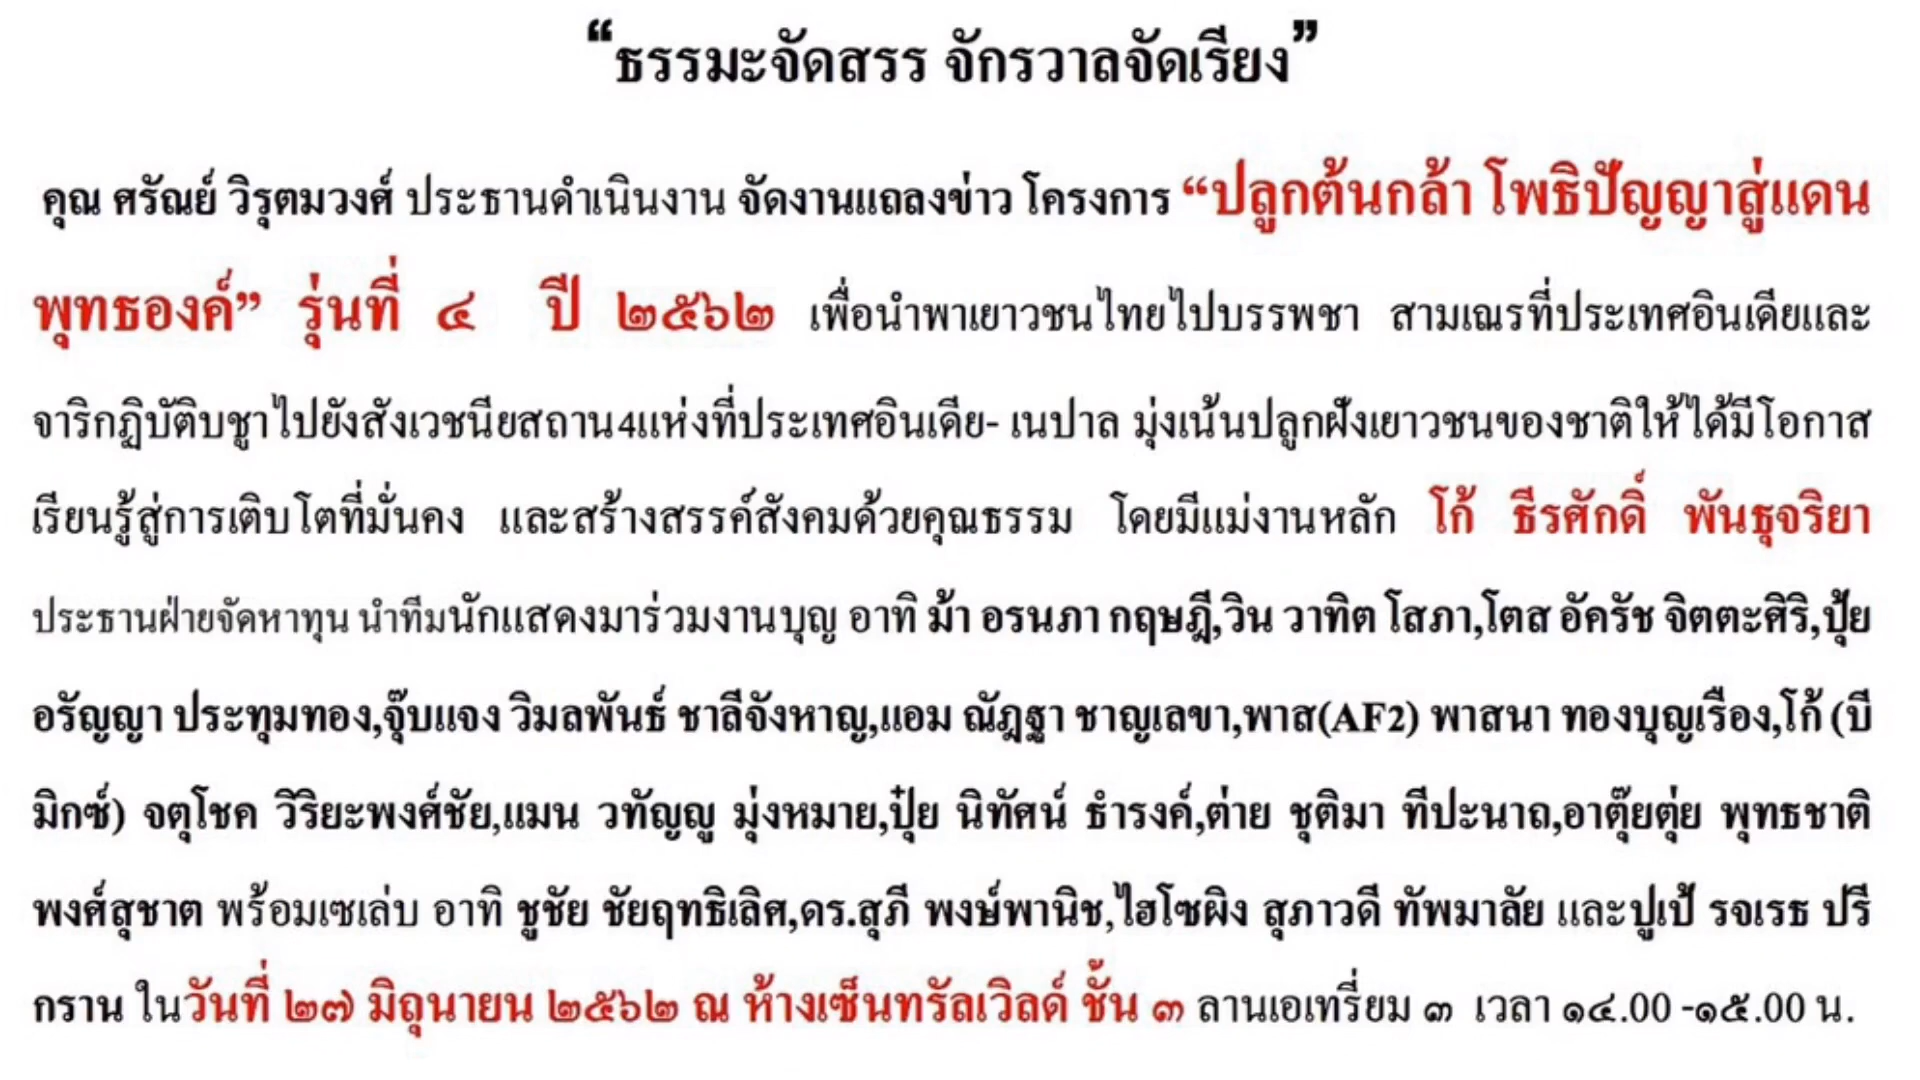 “ธรรมะจัดสรร จักรวาลจัดเรียง”
คุณ ศรัณย์ วิรุตมวงศ์ ประธานดำเนินงาน จัดงานแถลงข่าว โครงการ “ปลูกต้นกล้า โพธิปัญญาสู่แดน
พุทธองค์” รุ่นที่ ๔ ปี ๒๕๖๒ เพื่อนำพาเยาวชนไทยไปบรรพชา สามเณรที่ประเทศอินเดียและ
จาริกฏิบัติบชูาไปยังสังเวชนียสถาน4แห่งที่ประเทศอินเดีย- เนปาล มุ่งเน้นปลูกฝังเยาวชนของชาติให้ได้มีโอกาส
เรียนรู้สู่การเติบโตที่มั่นคง และสร้างสรรค์สังคมด้วยคุณธรรม โดยมีแม่งานหลัก โก้ ธีรศักดิ์ พันธุจริยา
ประธานฝ่ายจัดหาทุน นำทีมนักแสดงมาร่วมงานบุญ อาทิ ม้า อรนภา กฤษฎี,วิน วาทิต โสภา,โตส อัครัช จิตตะศิริ,ปุ้ย
อรัญญา ประทุมทอง,จุ๊บแจง วิมลพันธ์ ชาลีจังหาญ,แอม ณัฎฐา ชาญเลขา,พาส(AF2) พาสนา ทองบุญเรือง,โก้ (บี
มิกซ์) จตุโชค วิริยะพงศ์ชัย,แมน วทัญญู มุ่งหมาย,ปุ๋ย นิทัศน์ ธำรงค์,ต่าย ชุติมา ทีปะนาถ,อาตุ๊ยตุ่ย พุทธชาติ
พงศ์สุชาต พร้อมเซเล่บ อาทิ ชูชัย ชัยฤทธิเลิศ,ดร.สุภี พงษ์พานิช,ไฮโซผิง สุภาวดี ทัพมาลัย และปูเป้ รจเรธ ปรี
กราน ในวันที่ ๒๗ มิถุนายน ๒๕๖๒ ณ ห้างเซ็นทรัลเวิลด์ ชั้น ๓ ลานเอเทรี่ยม ๓ เวลา ๑๔.00 -๑๕.00 น.